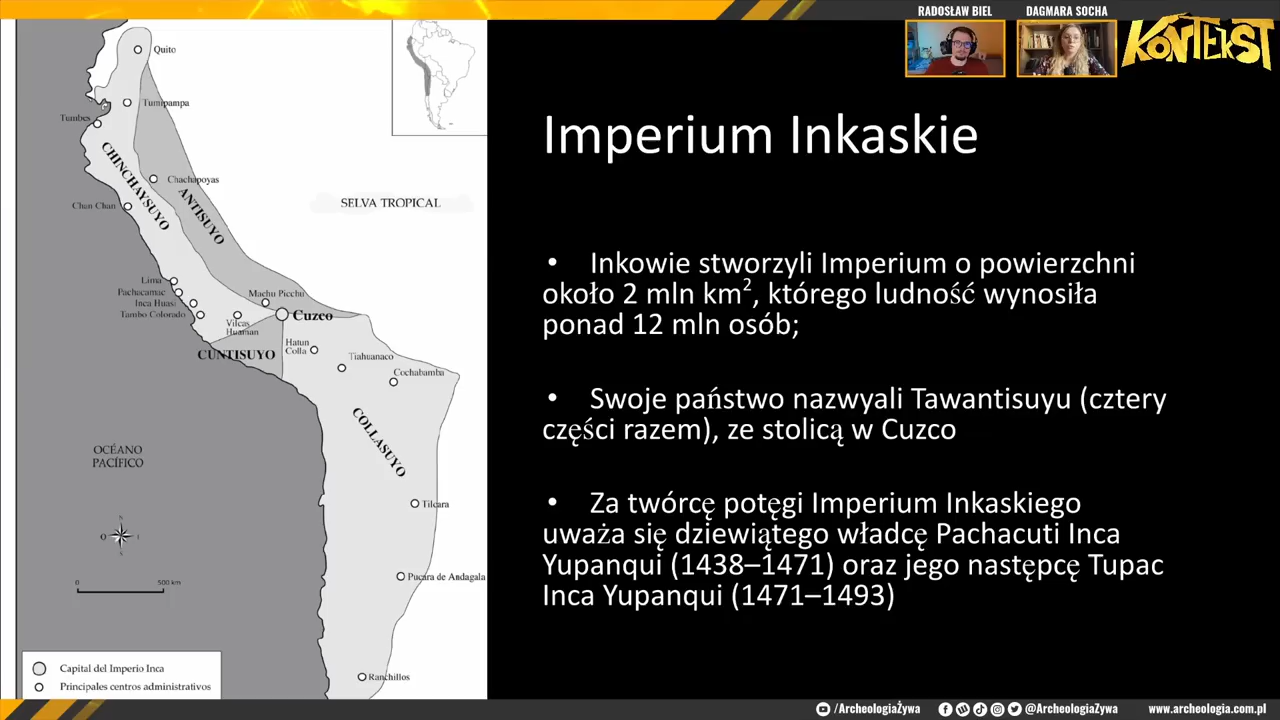 RADOSŁAW BIEL
DAGMARA SOCHA
KONTEKST
Imperium Inkaskie
• Inkowie stworzyli Imperium o powierzchni
około 2 mln km², którego ludność wynosiła
ponad 12 mln osób;
• Swoje państwo nazwyali Tawantisuyu (cztery
części razem), ze stolicą w Cuzco
• Za twórcę potęgi Imperium Inkaskiego
uważa się dziewiątego władcę Pachacuti Inca
Yupanqui (1438–1471) oraz jego następcę Tupac
Inca Yupanqui (1471–1493)
Quito
Tumipampa
Tumbes
CHINCHAYSUYO
ANTISUYO
Chachapoyas
Chan Chan
SELVA TROPICAL
Lima
Pachacamac
Inca Huasi
Tambo Colorado
Machu Picchu
Vilcas
Huaman
Cuzco
CUNTISUYO
Hatun
Colla
Tiahuanaco
Cochabamba
COLLASUYO
OCÉANO
PACÍFICO
Tilcara
N
O
E
S
0
500 km
Pucara de Andagala
Ranchillos
Capital del Imperio Inca
Principales centros administrativos
/ArcheologiaŻywa
@ArcheologiaŻywa
www.archeologia.com.pl